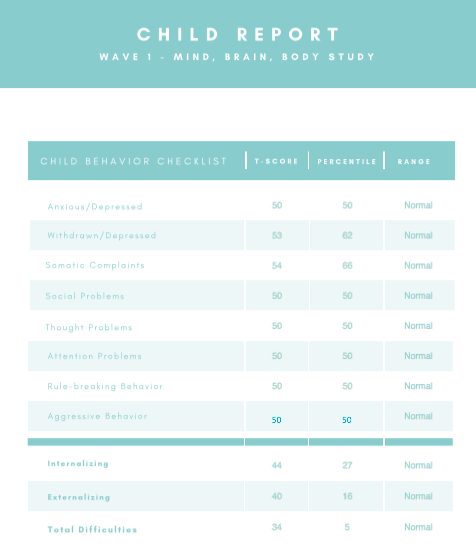 CHILD REPORT
WAVE 1 - MIND, BRAIN, BODY STUDY
CHILD BEHAVIOR CHECKLIST T-SCORE PERCENTILE RANGE
Anxious/Depressed 50 50 Normal
Withdrawn/Depressed 53 62 Normal
Somatic Complaints 54 66 Normal
Social Problems 50 50 Normal
Thought Problems 50 50 Normal
Attention Problems 50 50 Normal
Rule-breaking Behavior 50 50 Normal
Aggressive Behavior 50 50 Normal
Internalizing 44 27 Normal
Externalizing 40 16 Normal
Total Difficulties 34 5 Normal